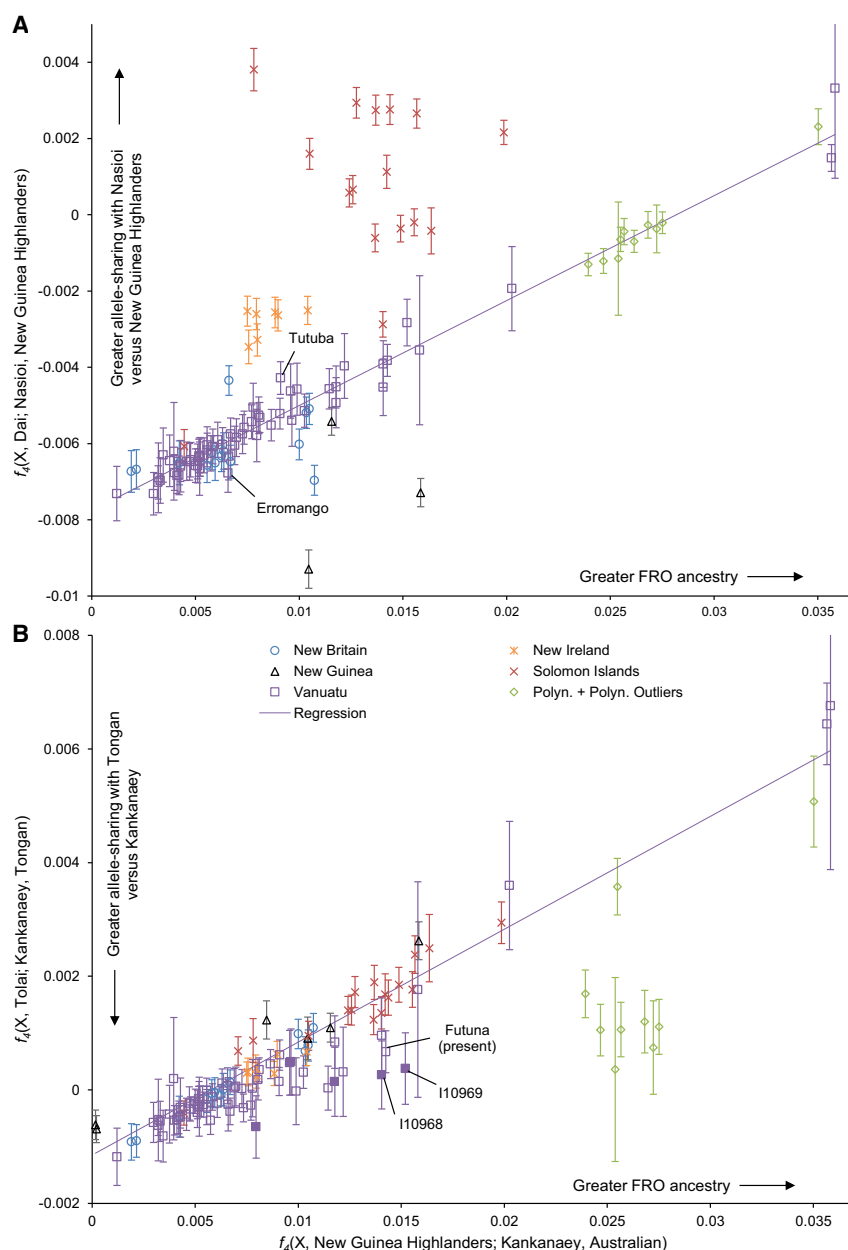 A
0.004
0.002
0
-0.002
-0.004
-0.006
-0.008
-0.01
f4(X, Dai; Nasioi, New Guinea Highlanders)
Greater allele-sharing with Nasioi
versus New Guinea Highlanders
Tutuba
Erromango
Greater FRO ancestry
0 0.005 0.01 0.015 0.02 0.025 0.03 0.035
B
0.008
0.006
0.004
0.002
0
-0.002
f4(X, Tolai; Kankanaey, Tongan)
Greater allele-sharing with Tongan
versus Kankanaey
New Britain
New Ireland
New Guinea
Solomon Islands
Vanuatu
Polyn. + Polyn. Outliers
Regression
Futuna
(present)
I10969
I10968
Greater FRO ancestry
0 0.005 0.01 0.015 0.02 0.025 0.03 0.035
f4(X, New Guinea Highlanders; Kankanaey, Australian)